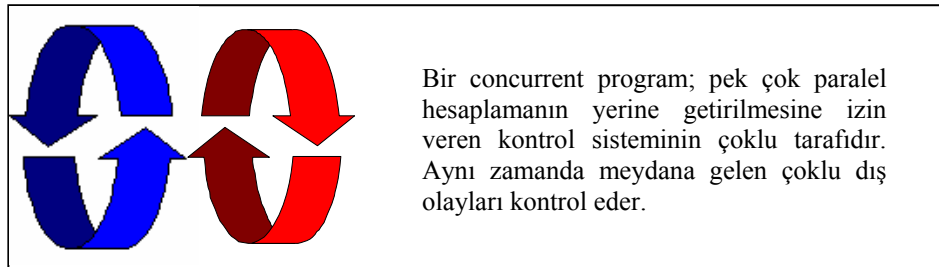 Bir concurrent program; pek çok paralel
hesaplamanın yerine getirilmesine izin
veren kontrol sisteminin çoklu tarafıdır.
Aynı zamanda meydana gelen çoklu dış
olayları kontrol eder.